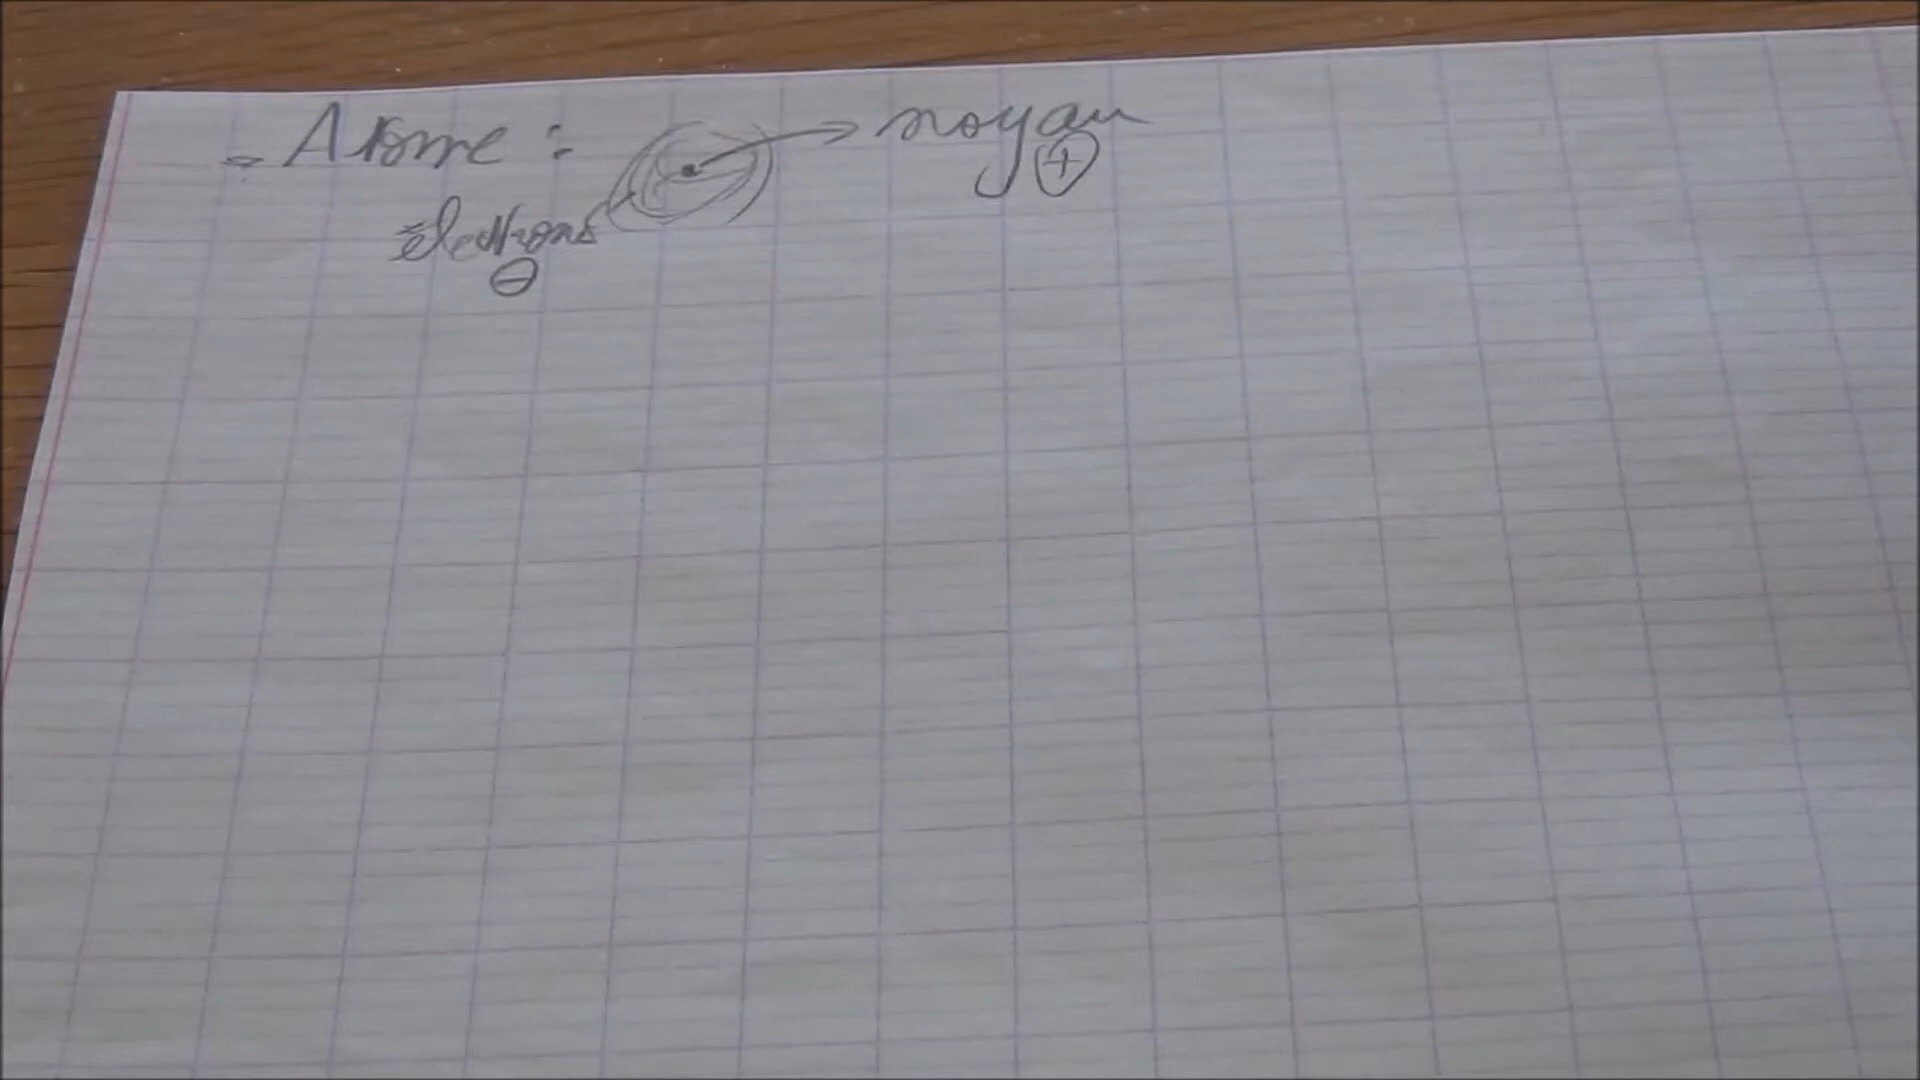 - Atome : → noyau
+
électrons
-